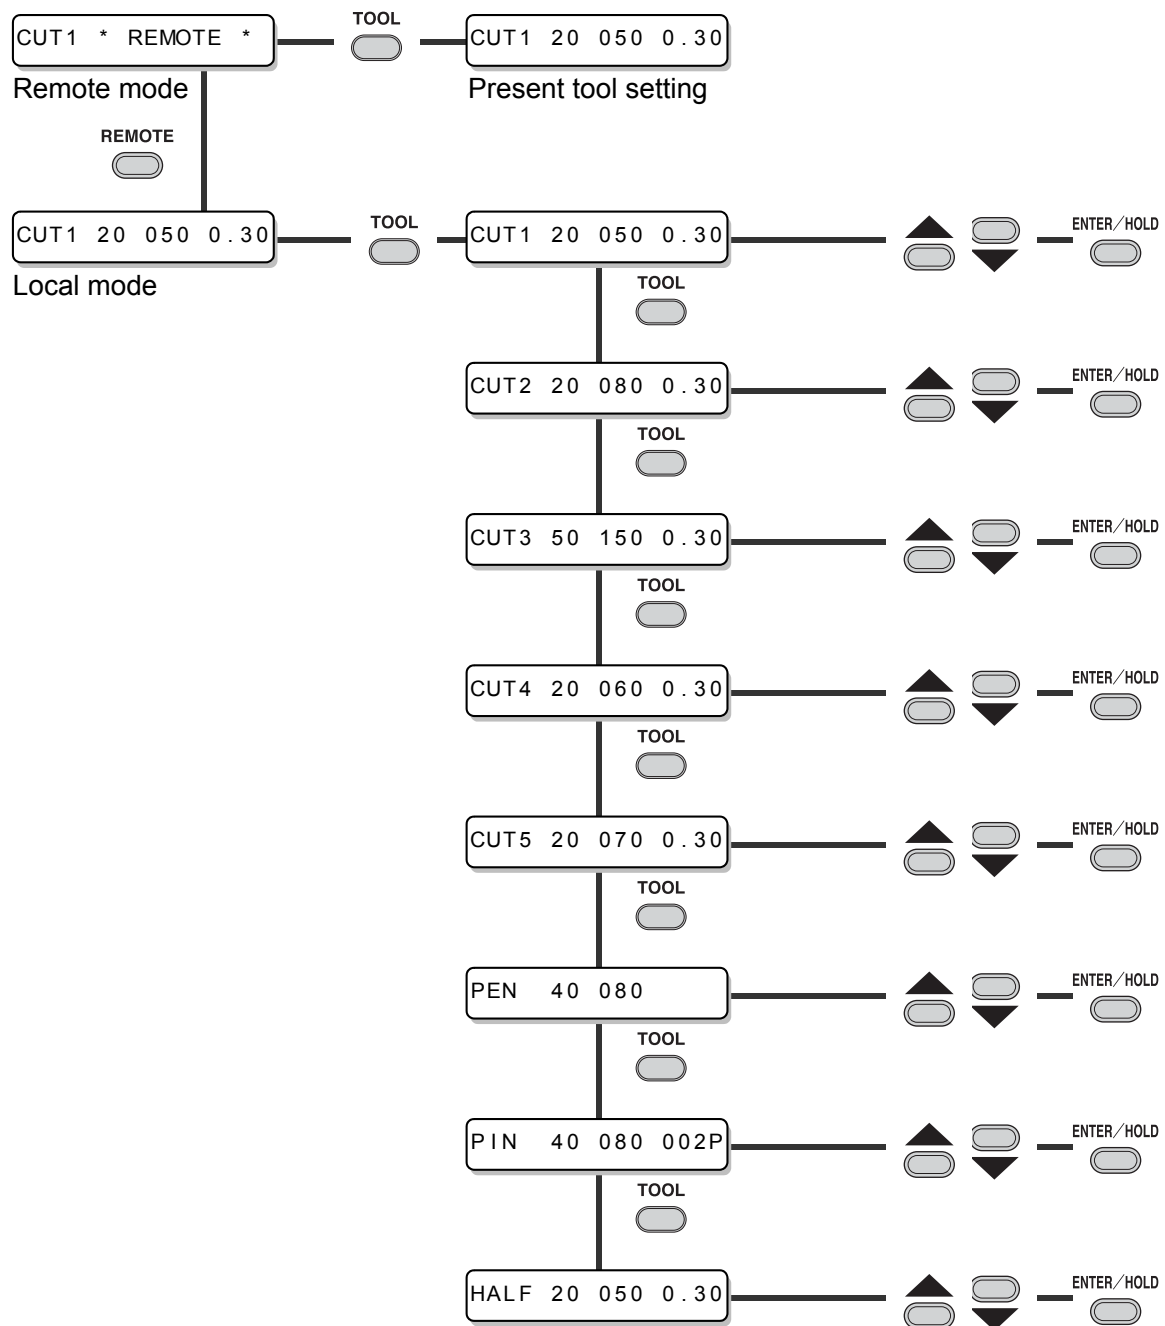 TOOL
CUT1 * REMOTE *
CUT1 20 050 0.30
Remote mode
Present tool setting
REMOTE
CUT1 20 050 0.30
TOOL
CUT1 20 050 0.30
ENTER/HOLD
Local mode
TOOL
CUT2 20 080 0.30
ENTER/HOLD
TOOL
CUT3 50 150 0.30
ENTER/HOLD
TOOL
CUT4 20 060 0.30
ENTER/HOLD
TOOL
CUT5 20 070 0.30
ENTER/HOLD
TOOL
PEN 40 080
ENTER/HOLD
TOOL
PIN 40 080 002P
ENTER/HOLD
TOOL
HALF 20 050 0.30
ENTER/HOLD